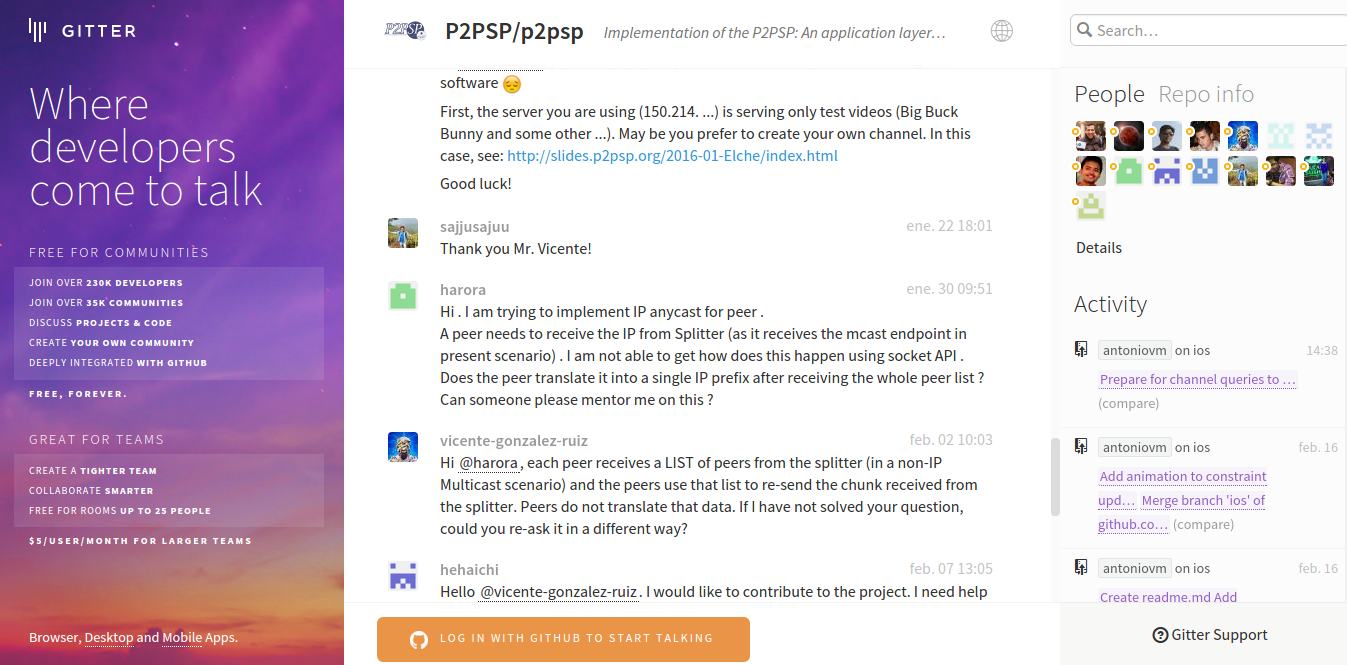 GITTER
Where
developers
come to talk
FREE FOR COMMUNITIES
JOIN OVER 230K DEVELOPERS
JOIN OVER 35K COMMUNITIES
DISCUSS PROJECTS & CODE
CREATE YOUR OWN COMMUNITY
DEEPLY INTEGRATED WITH GITHUB
FREE, FOREVER.
GREAT FOR TEAMS
CREATE A TIGHTER TEAM
COLLABORATE SMARTER
FREE FOR ROOMS UP TO 25 PEOPLE
$5/USER/MONTH FOR LARGER TEAMS
Browser, Desktop and Mobile Apps.
P2PSP P2PSP/p2psp Implementation of the P2PSP: An application layer…
software
First, the server you are using (150.214. ...) is serving only test videos (Big Buck
Bunny and some other ...). May be you prefer to create your own channel. In this
case, see: http://slides.p2psp.org/2016-01-Elche/index.html
Good luck!
sajjusajuu ene. 22 18:01
Thank you Mr. Vicente!
harora ene. 30 09:51
Hi . I am trying to implement IP anycast for peer .
A peer needs to receive the IP from Splitter (as it receives the mcast endpoint in
present scenario) . I am not able to get how does this happen using socket API .
Does the peer translate it into a single IP prefix after receiving the whole peer list ?
Can someone please mentor me on this ?
vicente-gonzalez-ruiz feb. 02 10:03
Hi @harora, each peer receives a LIST of peers from the splitter (in a non-IP
Multicast scenario) and the peers use that list to re-send the chunk received from
the splitter. Peers do not translate that data. If I have not solved your question,
could you re-ask it in a different way?
hehaichi feb. 07 13:05
Hello @vicente-gonzalez-ruiz. I would like to contribute to the project. I need help
LOG IN WITH GITHUB TO START TALKING
Search…
People Repo info
Details
Activity
antoniovm on ios 14:38
Prepare for channel queries to …
(compare)
antoniovm on ios feb. 16
Add animation to constraint
upd… Merge branch 'ios' of
github.co… (compare)
antoniovm on ios feb. 16
Create readme.md Add
Gitter Support